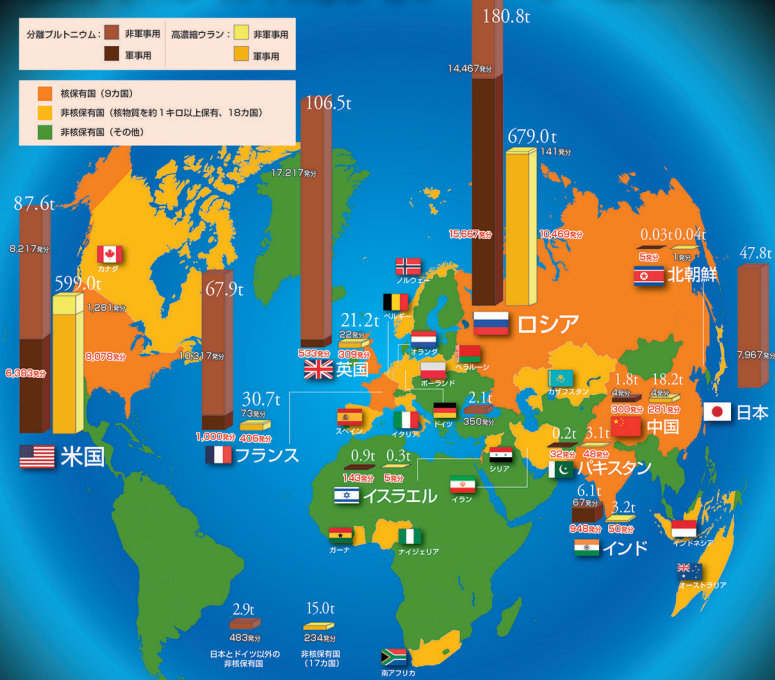 分離プルトニウム： 非軍事用 軍事用
高濃縮ウラン： 非軍事用 軍事用
核保有国（9カ国）
非核保有国（核物質を約1キロ以上保有、18カ国）
非核保有国（その他）
87.6t
8,217発分
8,383発分
599.0t
1,281発分
8,078発分
米国
カナダ
67.9t
10,317発分
1,000発分
30.7t
73発分
406発分
フランス
106.5t
17,217発分
533発分
21.2t
22発分
309発分
英国
180.8t
14,467発分
15,667発分
679.0t
141発分
10,469発分
ロシア
ノルウェー
ベルギー
オランダ
ベラルーシ
ポーランド
スペイン
イタリア
ドイツ
2.1t
350発分
カザフスタン
シリア
イラン
0.03t
5発分
0.04t
1発分
北朝鮮
47.8t
7,967発分
日本
1.8t
4発分
300発分
18.2t
4発分
281発分
中国
0.2t
32発分
3.1t
48発分
パキスタン
0.9t
143発分
0.3t
5発分
イスラエル
6.1t
67発分
948発分
3.2t
50発分
インド
ガーナ
ナイジェリア
インドネシア
オーストラリア
南アフリカ
2.9t
483発分
日本とドイツ以外の
非核保有国
15.0t
234発分
非核保有国
（17カ国）